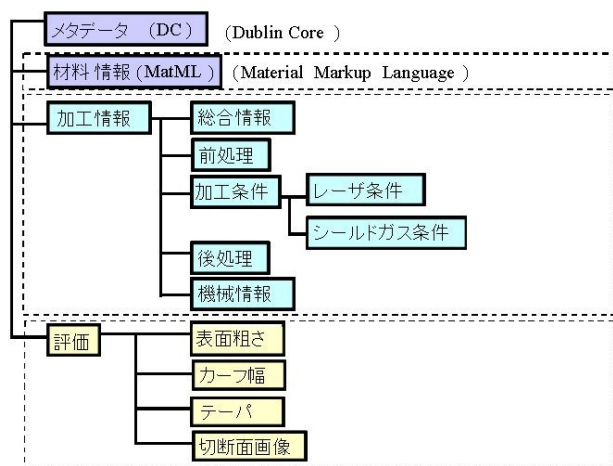 メタデータ (DC) (Dublin Core )
材料情報(MatML) (Material Markup Language )
加工情報
総合情報
前処理
加工条件
レーザ条件
シールドガス条件
後処理
機械情報
評価
表面粗さ
カーフ幅
テーパ
切断面画像